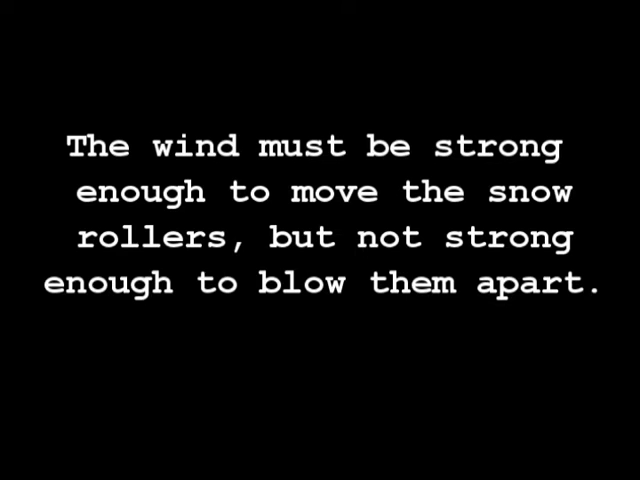 The wind must be strong
enough to move the snow
rollers, but not strong
enough to blow them apart.